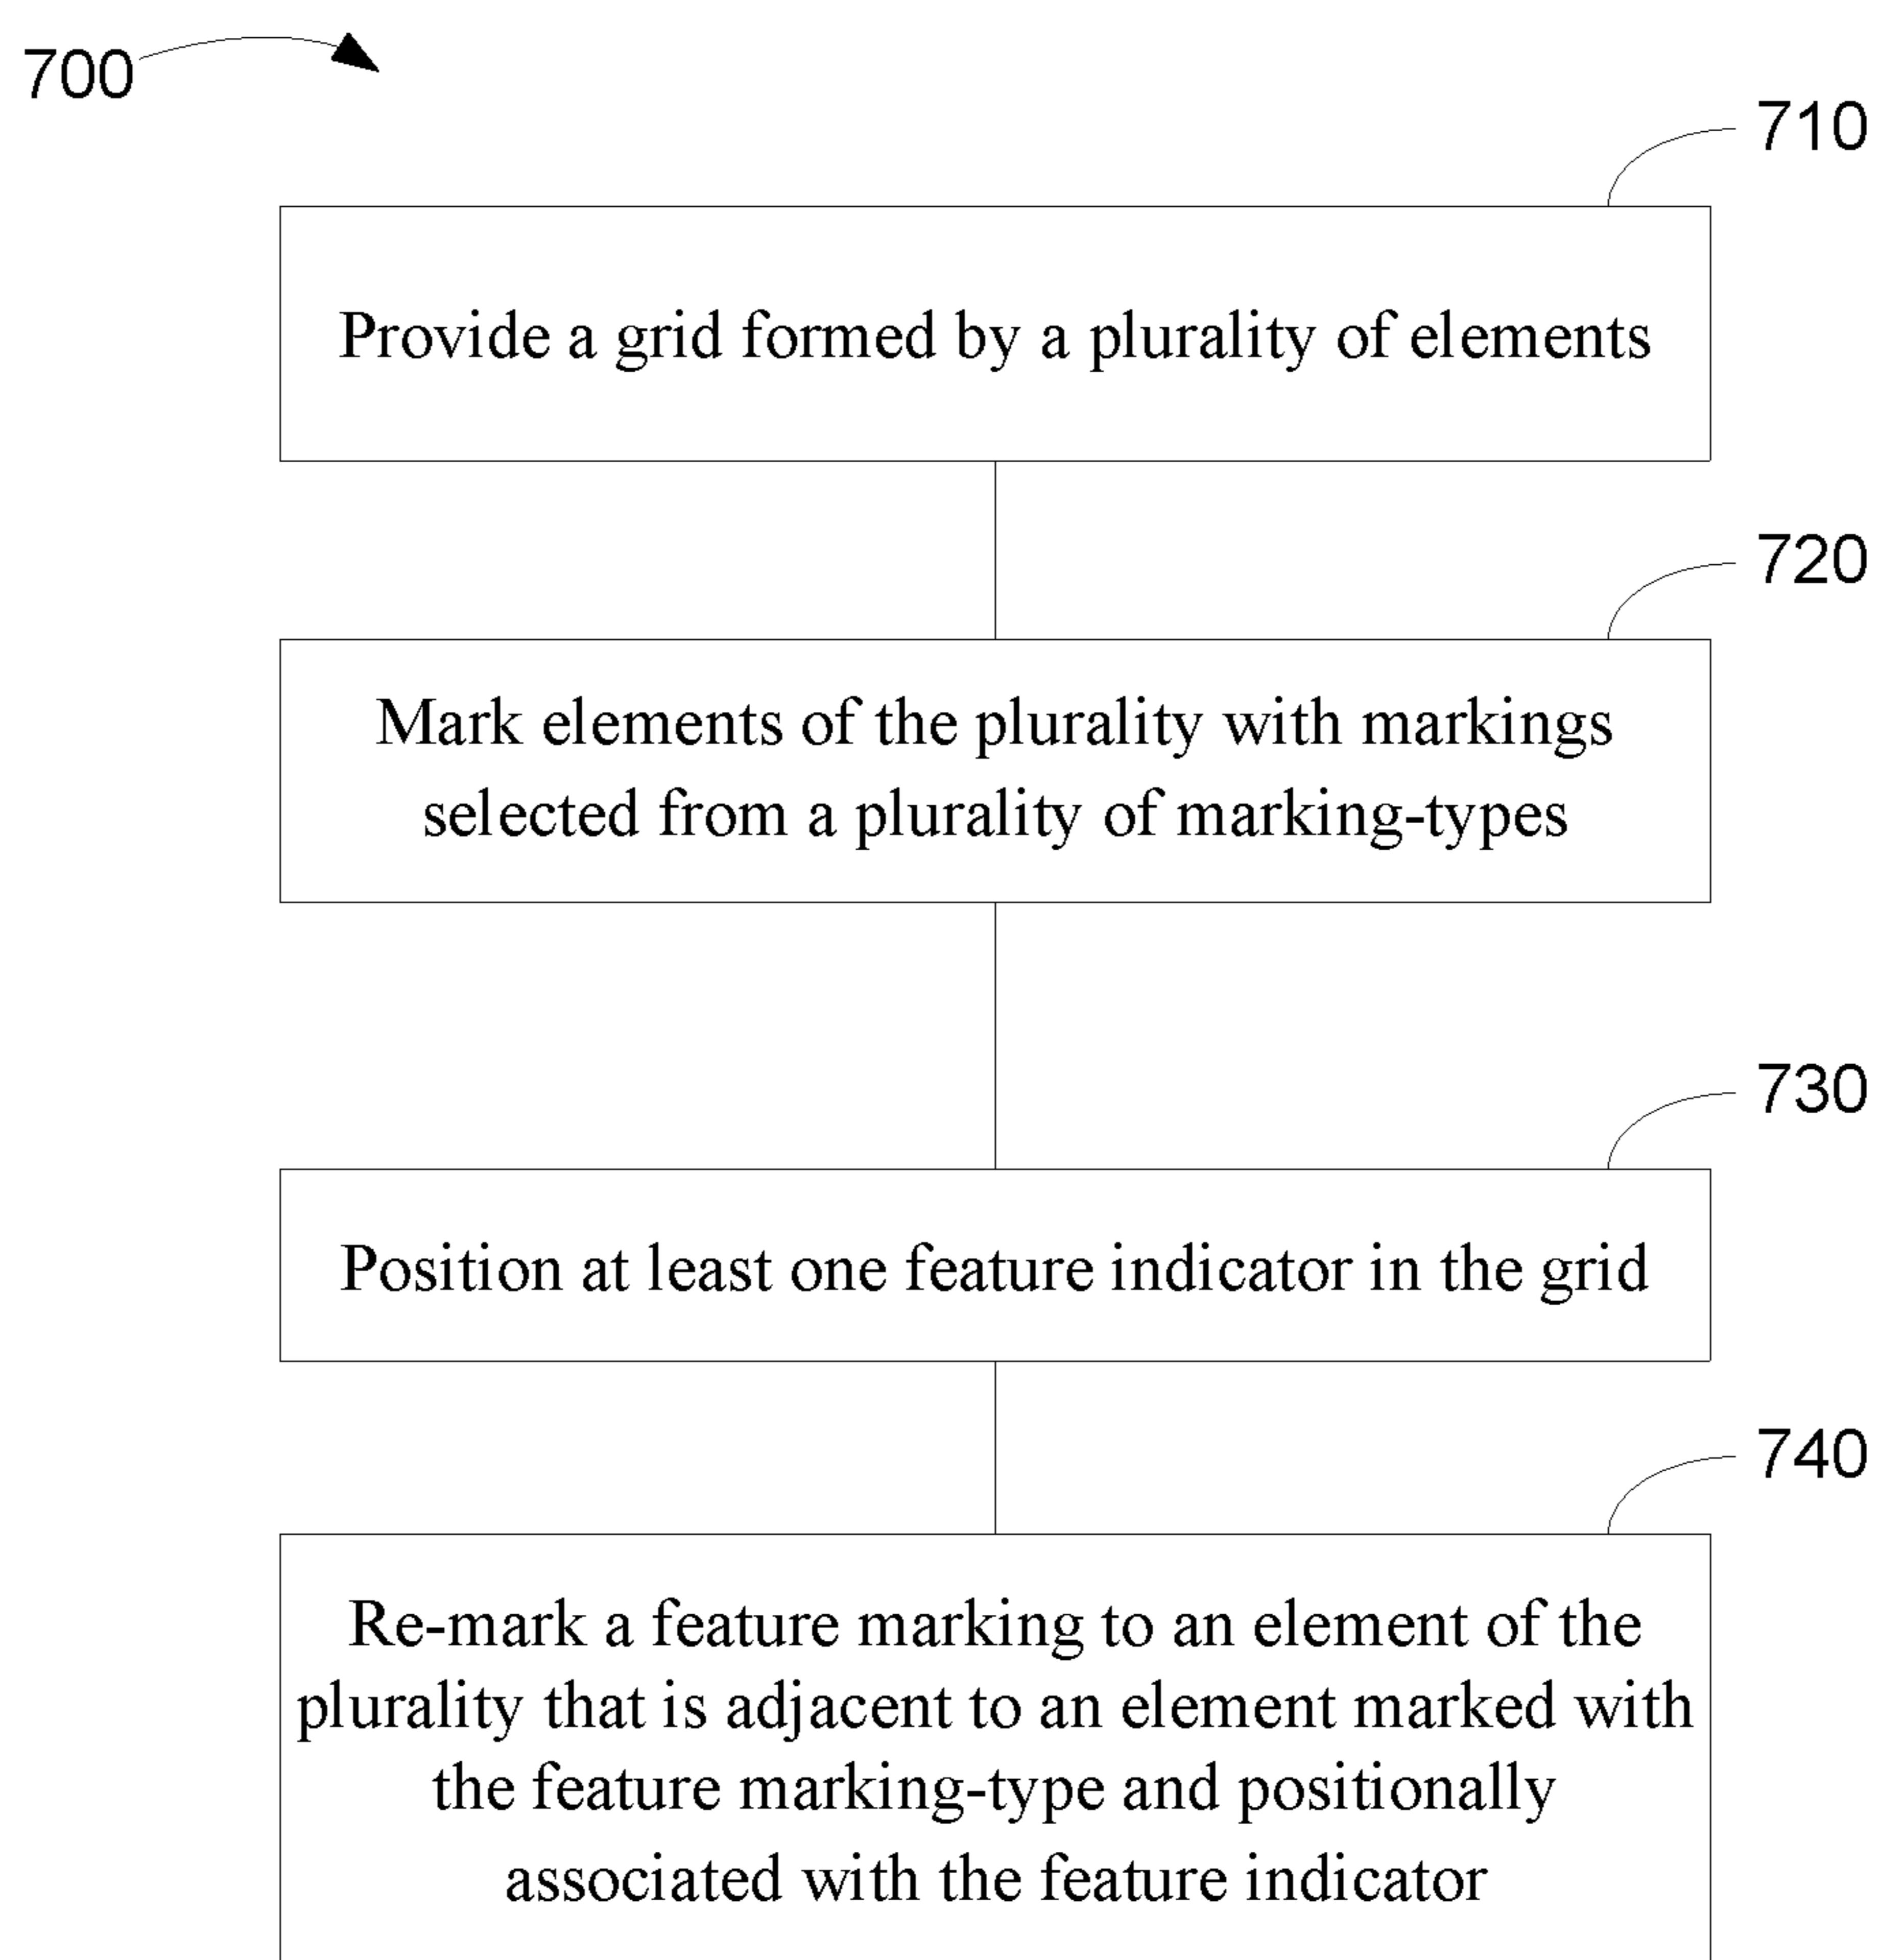 700
710
Provide a grid formed by a plurality of elements
720
Mark elements of the plurality with markings
selected from a plurality of marking-types
730
Position at least one feature indicator in the grid
740
Re-mark a feature marking to an element of the
plurality that is adjacent to an element marked with
the feature marking-type and positionally
associated with the feature indicator